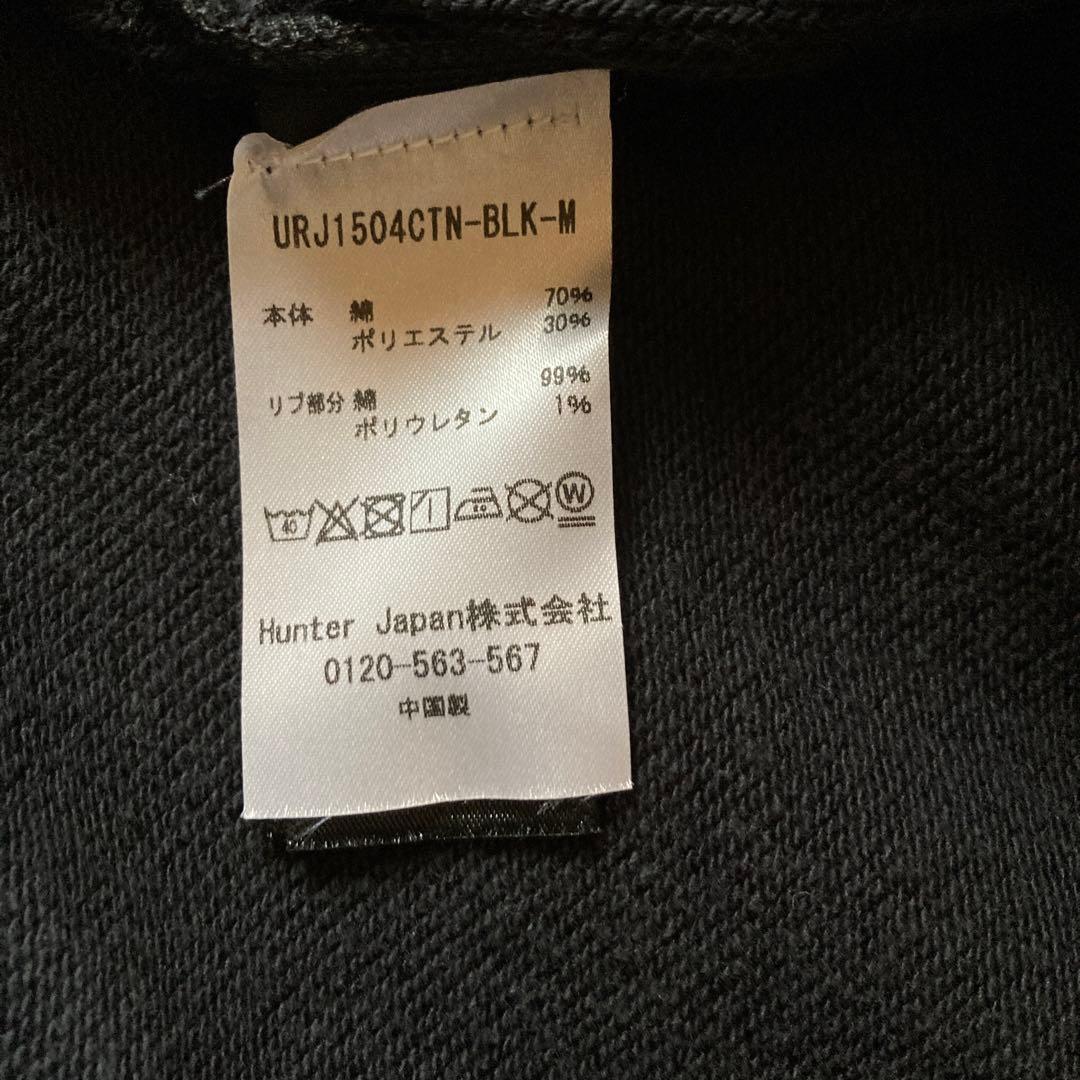 URJ1504CTN-BLK-M
本体 綿 70%
ポリエステル 30%
リブ部分 綿 99%
ポリウレタン 1%
40 W
Hunter Japan株式会社
0120-563-567
中国製